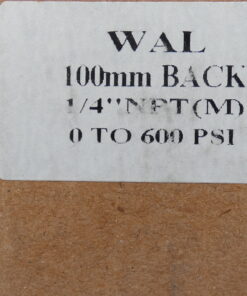 WAL
100mm BACK
1/4"NPT(M)
0 TO 600 PSI